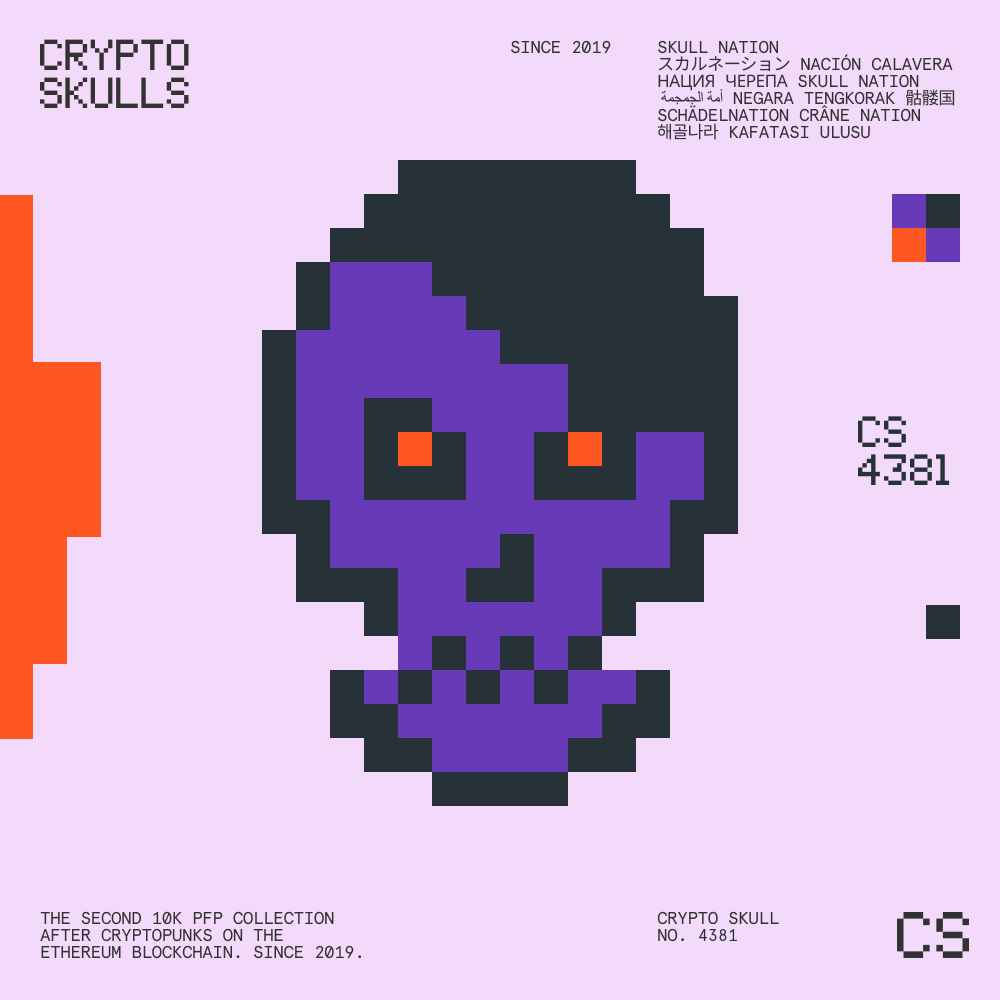 CRYPTO
SKULLS
SINCE 2019
SKULL NATION
スカルネーション NACIÓN CALAVERA
НАЦИЯ ЧЕРЕПА SKULL NATION
أمة الجمجمة NEGARA TENGKORAK 骷髅国
SCHÄDELNATION CRÂNE NATION
해골나라 KAFATASI ULUSU
CS
4381
THE SECOND 10K PFP COLLECTION
AFTER CRYPTOPUNKS ON THE
ETHEREUM BLOCKCHAIN. SINCE 2019.
CRYPTO SKULL
NO. 4381
CS